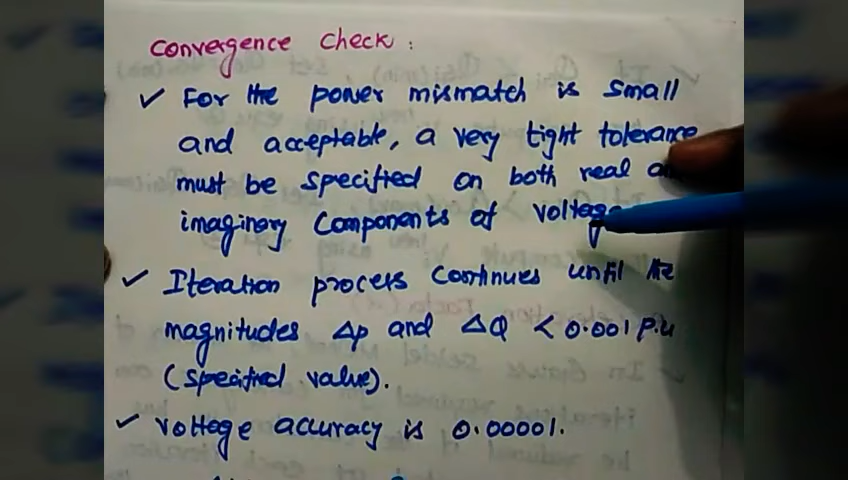 Convergence Check :
✓ For the power mismatch is small
and acceptable, a very tight tolerance
must be specified on both real
imaginary Components of voltage
✓ Iteration process continues until the
magnitudes Δp and ΔQ < 0.001 P.u
(specified value).
✓ voltage accuracy is 0.00001.